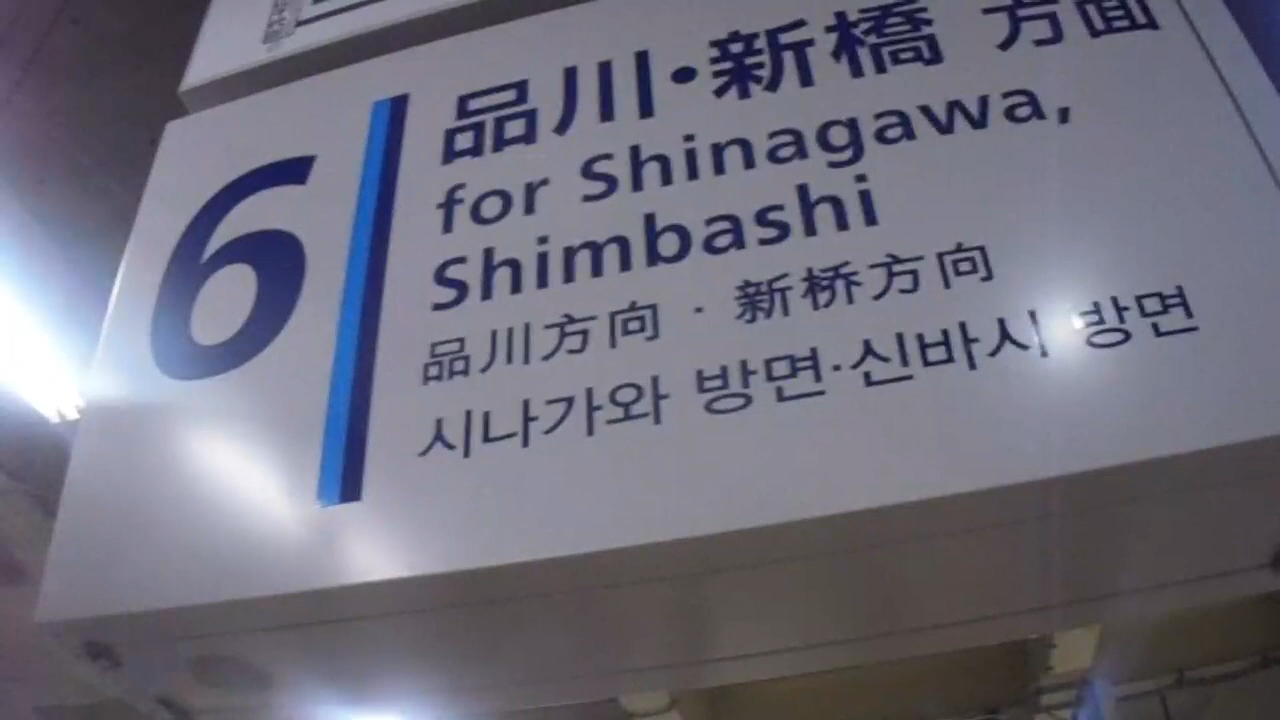 6
品川・新橋 方面
for Shinagawa,
Shimbashi
品川方向・新桥方向
시나가와 방면·신바시 방면